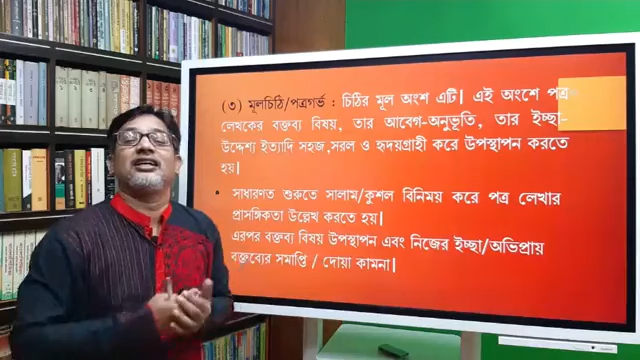 (৩) মূলচিঠি/পত্রগর্ভ : চিঠির মূল অংশ এটি। এই অংশে পত্র
লেখকের বক্তব্য বিষয়, তার আবেগ-অনুভূতি, তার ইচ্ছা-
উদ্দেশ্য ইত্যাদি সহজ,সরল ও হৃদয়গ্রাহী করে উপস্থাপন করতে
হয়।
• সাধারণত শুরুতে সালাম/কুশল বিনিময় করে পত্র লেখার
প্রাসঙ্গিকতা উল্লেখ করতে হয়।
এরপর বক্তব্য বিষয় উপস্থাপন এবং নিজের ইচ্ছা/অভিপ্রায়
বক্তব্যের সমাপ্তি / দোয়া কামনা।